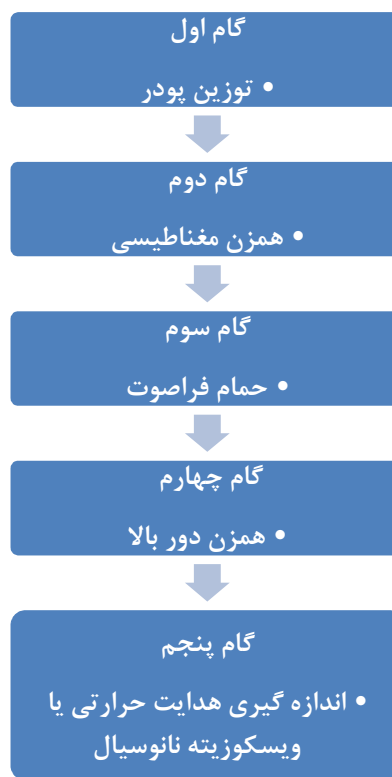 گام اول
• توزین پودر
گام دوم
• همزن مغناطیسی
گام سوم
• حمام فراصوت
گام چهارم
• همزن دور بالا
گام پنجم
• اندازه گیری هدایت حرارتی یا
ویسکوزیته نانوسیال